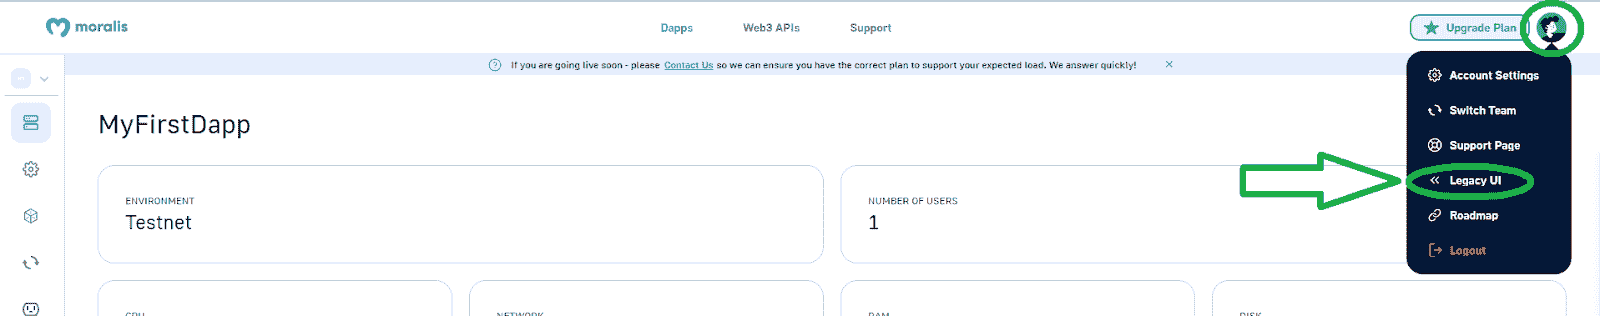 moralis
Dapps
Web3 APIs
Support
Upgrade Plan
If you are going live soon - please Contact Us so we can ensure you have the correct plan to support your expected load. We answer quickly!
Account Settings
Switch Team
Support Page
Legacy UI
Roadmap
Logout
MyFirstDapp
ENVIRONMENT
Testnet
NUMBER OF USERS
1
CPU
NETWORK
RAM
DISK